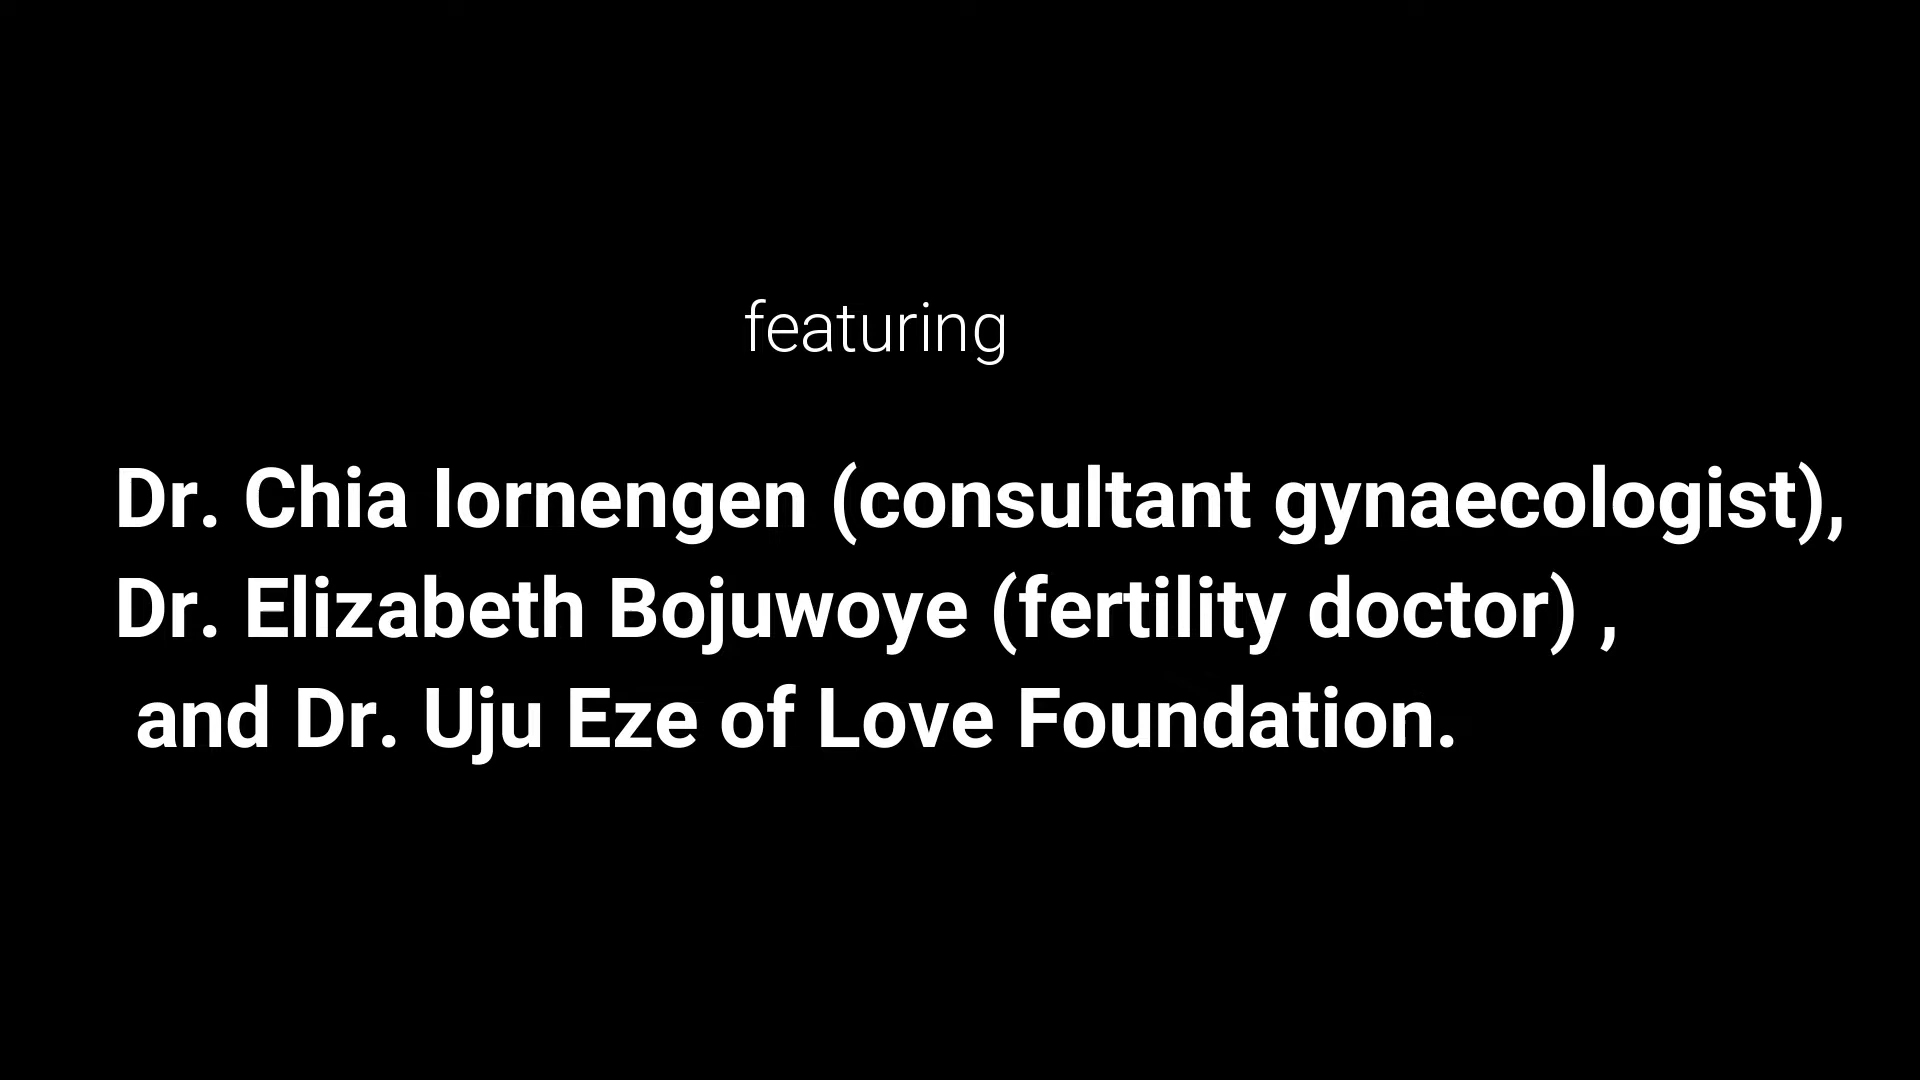 featuring
Dr. Chia Iornengen (consultant gynaecologist),
Dr. Elizabeth Bojuwoye (fertility doctor) ,
and Dr. Uju Eze of Love Foundation.